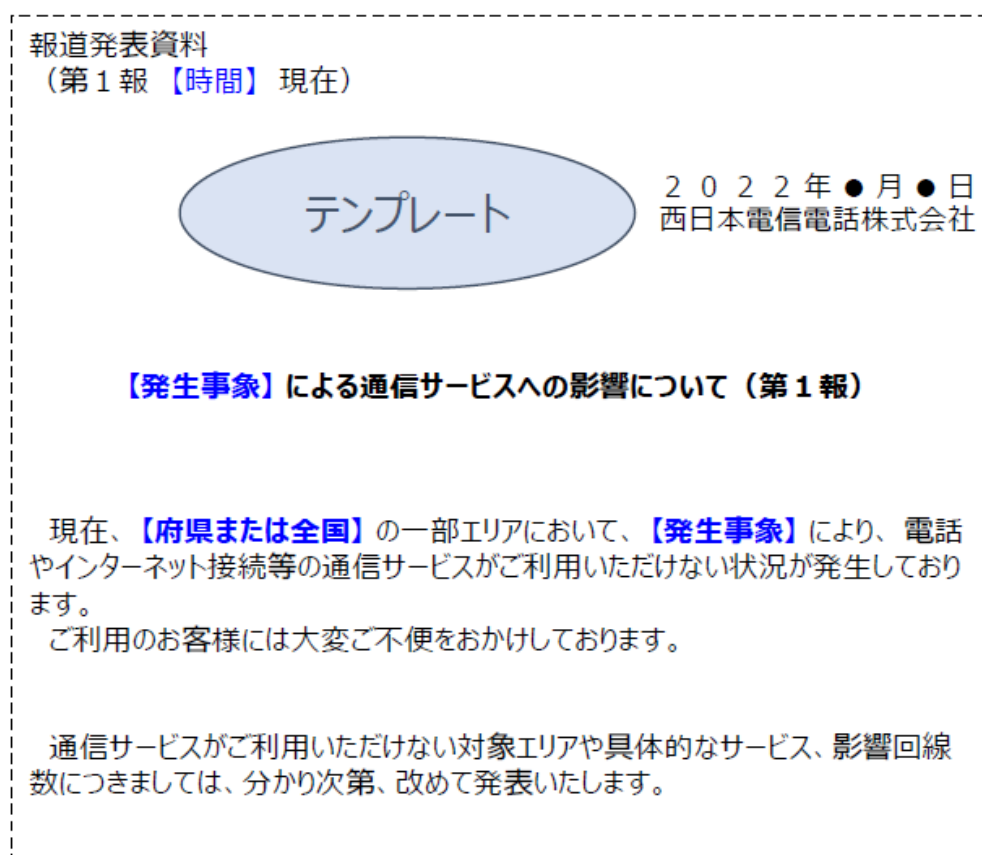 報道発表資料
（第１報 【時間】 現在）
テンプレート
２０２２年●月●日
西日本電信電話株式会社
【発生事象】による通信サービスへの影響について（第１報）
現在、【府県または全国】の一部エリアにおいて、【発生事象】により、電話
やインターネット接続等の通信サービスがご利用いただけない状況が発生しており
ます。
ご利用のお客様には大変ご不便をおかけしております。
通信サービスがご利用いただけない対象エリアや具体的なサービス、影響回線
数につきましては、分かり次第、改めて発表いたします。